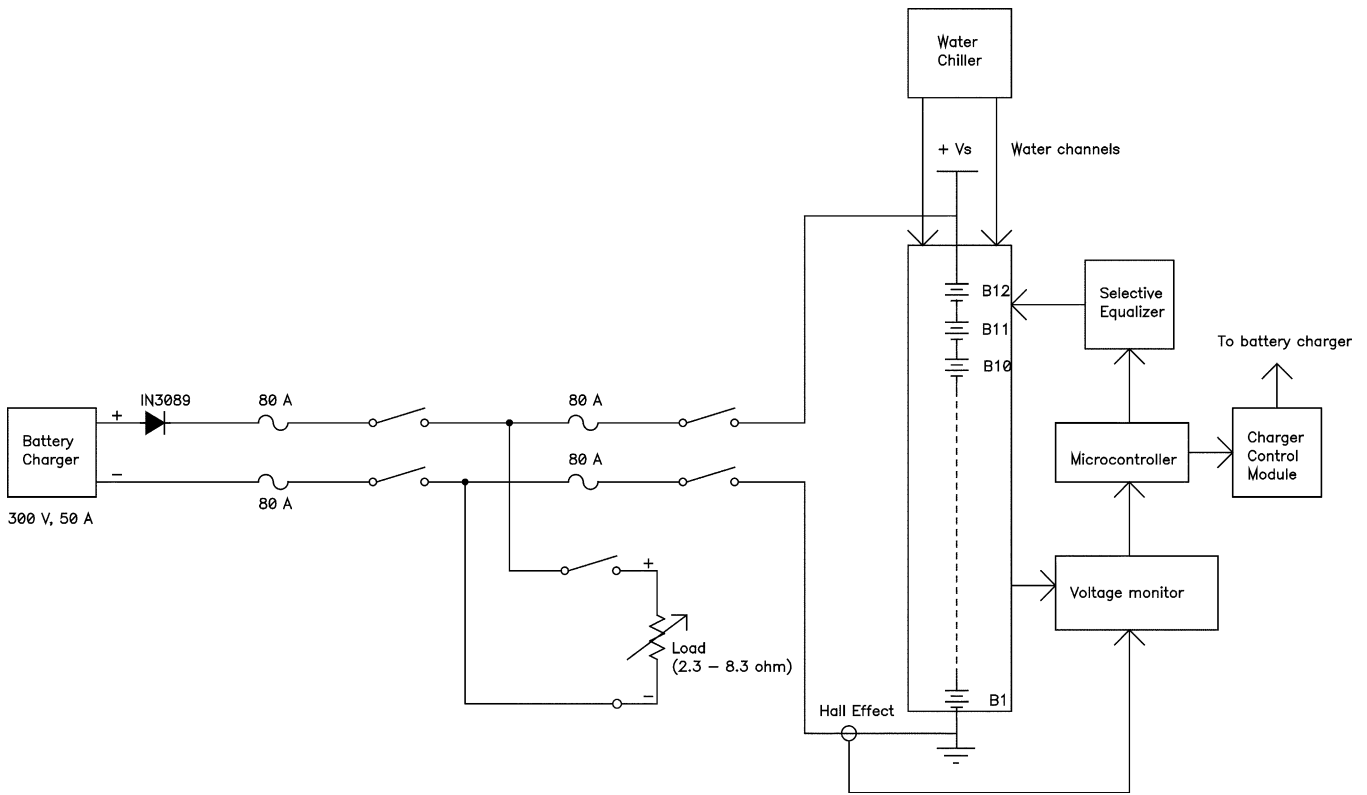 Water
Chiller
+ Vs
Water channels
B12
Selective
Equalizer
B11
To battery charger
B10
IN3089
80 A
80 A
+
Battery
Charger
80 A
Charger
Control
Module
Microcontroller
−
80 A
300 V, 50 A
+
Voltage monitor
Load
(2.3 − 8.3 ohm)
−
B1
Hall Effect